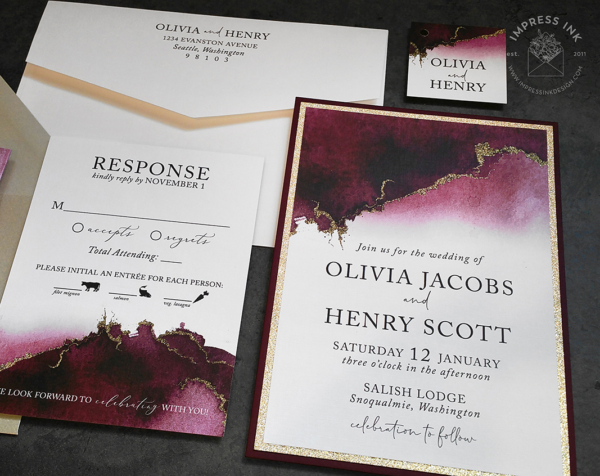 OLIVIA and HENRY
1234 EVANSTON AVENUE
Seattle, Washington
98103
OLIVIA
and
HENRY
IMPRESS INK
est. 2011
WWW.IMPRESSINKDESIGN.COM
RESPONSE
kindly reply by NOVEMBER 1
M
accepts regrets
Total Attending:
PLEASE INITIAL AN ENTRÉE FOR EACH PERSON:
filet mignon salmon veg. lasagna
WE LOOK FORWARD TO celebrating WITH YOU!
Join us for the wedding of
OLIVIA JACOBS
and
HENRY SCOTT
SATURDAY 12 JANUARY
three o'clock in the afternoon
SALISH LODGE
Snoqualmie, Washington
celebration to follow